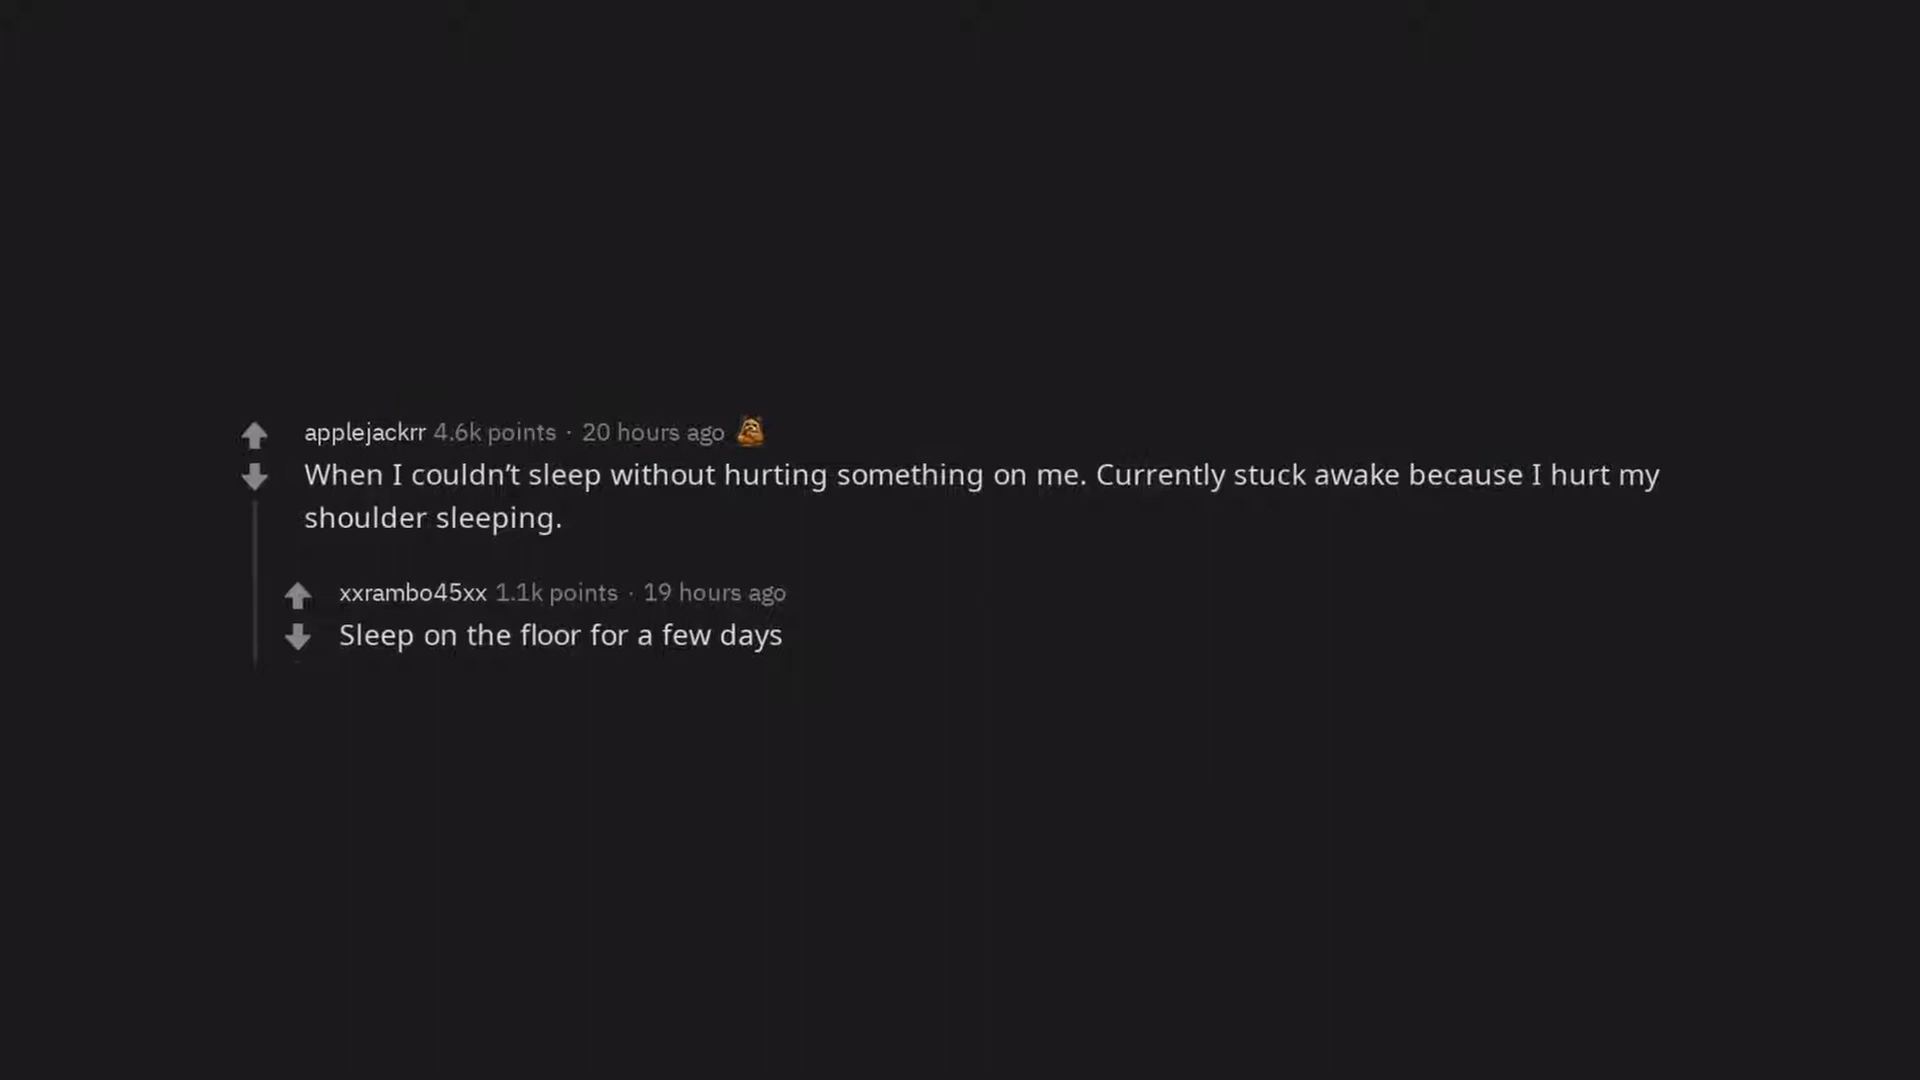 applejackrr 4.6k points · 20 hours ago
When I couldn’t sleep without hurting something on me. Currently stuck awake because I hurt my
shoulder sleeping.
xxrambo45xx 1.1k points · 19 hours ago
Sleep on the floor for a few days